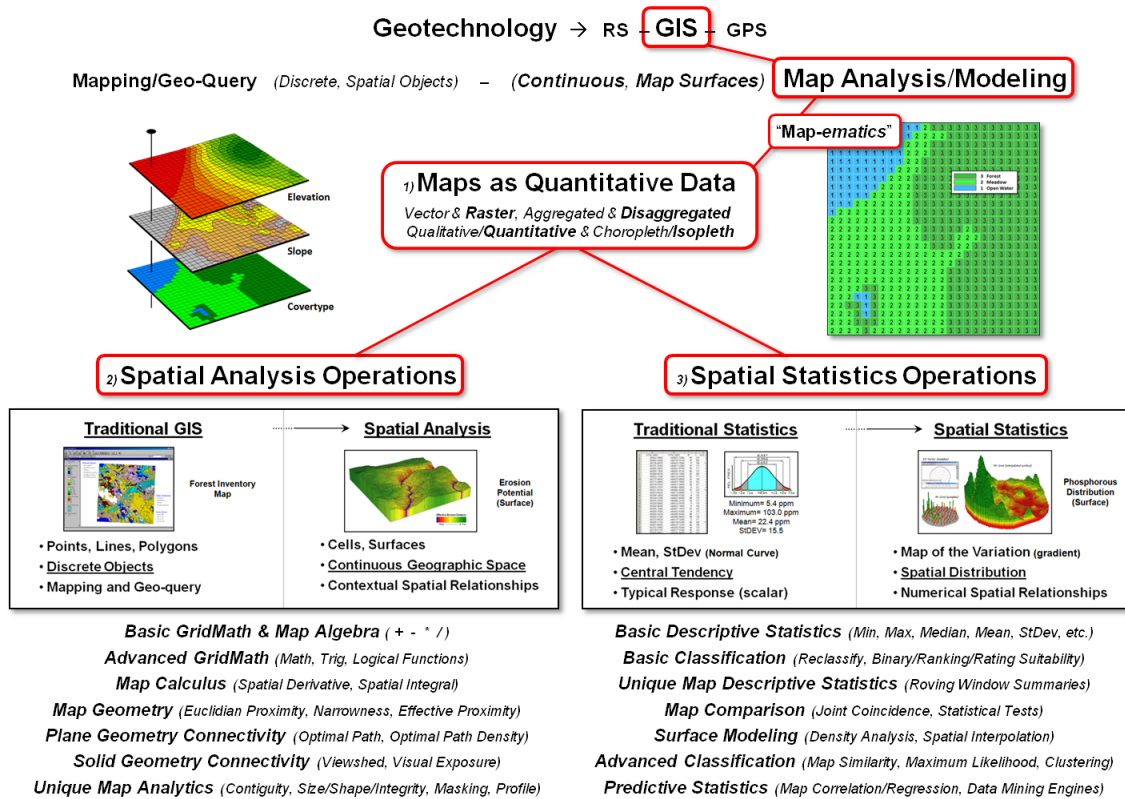 Geotechnology → RS – GIS – GPS
Mapping/Geo-Query (Discrete, Spatial Objects) – (Continuous, Map Surfaces) Map Analysis/Modeling
“Map-ematics”
Elevation
Slope
Covertype
1) Maps as Quantitative Data
Vector & Raster, Aggregated & Disaggregated
Qualitative/Quantitative & Choropleth/Isopleth
3 Forest
2 Meadow
1 Open Water
2) Spatial Analysis Operations
3) Spatial Statistics Operations
Traditional GIS
Forest Inventory
Map
• Points, Lines, Polygons
• Discrete Objects
• Mapping and Geo-query
Spatial Analysis
Erosion
Potential
(Surface)
• Cells, Surfaces
• Continuous Geographic Space
• Contextual Spatial Relationships
Traditional Statistics
Minimum= 5.4 ppm
Maximum= 103.0 ppm
Mean= 22.4 ppm
StDEV= 15.5
• Mean, StDev (Normal Curve)
• Central Tendency
• Typical Response (scalar)
Spatial Statistics
Phosphorous
Distribution
(Surface)
• Map of the Variation (gradient)
• Spatial Distribution
• Numerical Spatial Relationships
Basic GridMath & Map Algebra ( + - * / )
Advanced GridMath (Math, Trig, Logical Functions)
Map Calculus (Spatial Derivative, Spatial Integral)
Map Geometry (Euclidian Proximity, Narrowness, Effective Proximity)
Plane Geometry Connectivity (Optimal Path, Optimal Path Density)
Solid Geometry Connectivity (Viewshed, Visual Exposure)
Unique Map Analytics (Contiguity, Size/Shape/Integrity, Masking, Profile)
Basic Descriptive Statistics (Min, Max, Median, Mean, StDev, etc.)
Basic Classification (Reclassify, Binary/Ranking/Rating Suitability)
Unique Map Descriptive Statistics (Roving Window Summaries)
Map Comparison (Joint Coincidence, Statistical Tests)
Surface Modeling (Density Analysis, Spatial Interpolation)
Advanced Classification (Map Similarity, Maximum Likelihood, Clustering)
Predictive Statistics (Map Correlation/Regression, Data Mining Engines)